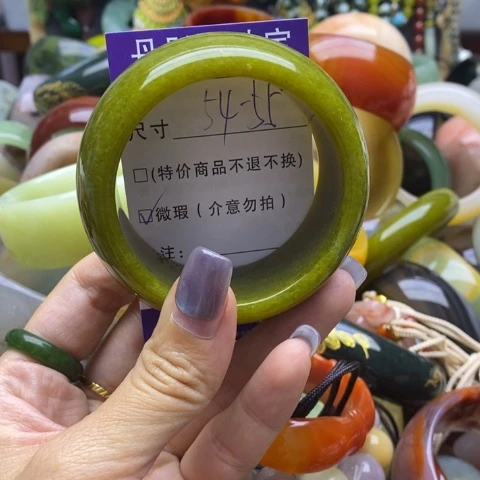 尺寸 54-55
□(特价商品不退不换)
☑微瑕(介意勿拍)
注: